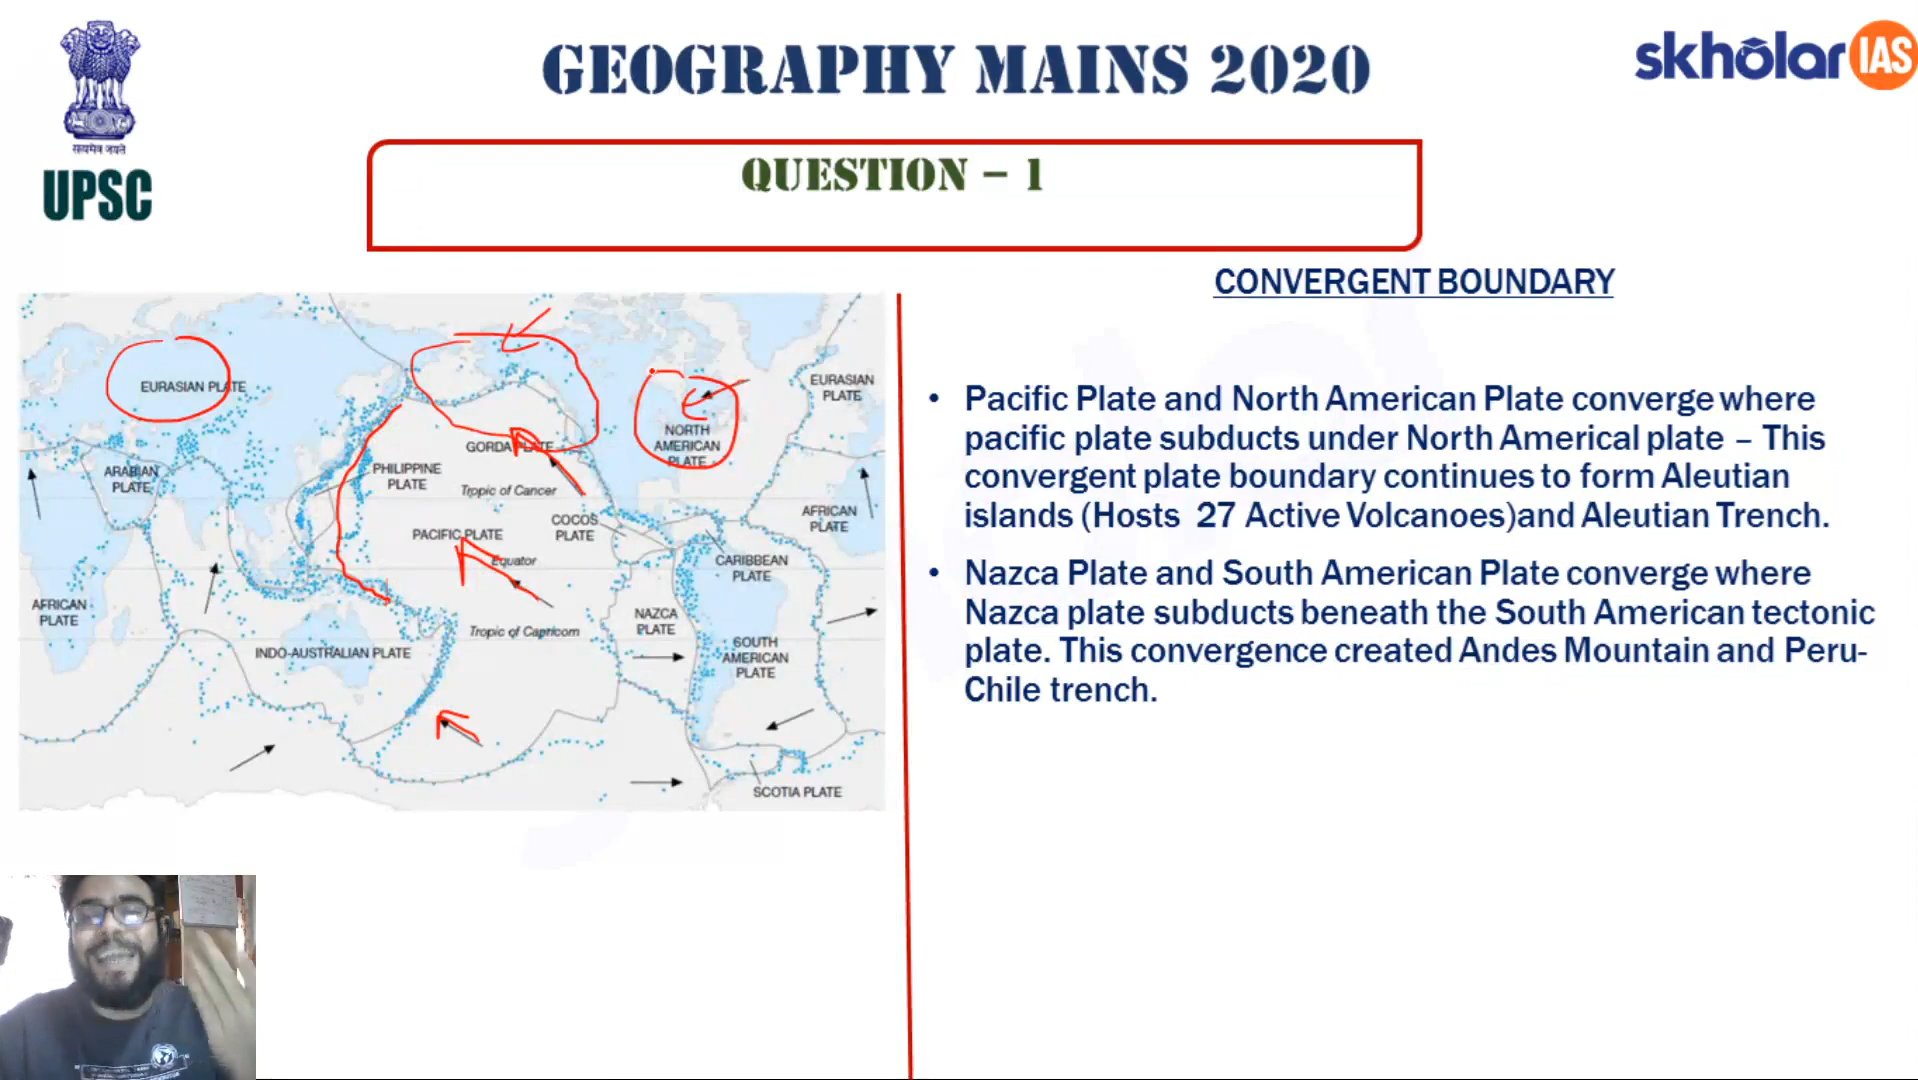 सत्यमेव जयते
UPSC
GEOGRAPHY MAINS 2020
skholar IAS
QUESTION – 1
CONVERGENT BOUNDARY
EURASIAN PLATE
ARABIAN
PLATE
AFRICAN
PLATE
INDO-AUSTRALIAN PLATE
PHILIPPINE
PLATE
GORDA PLATE
Tropic of Cancer
PACIFIC PLATE
Equator
COCOS
PLATE
Tropic of Capricorn
NORTH
AMERICAN
PLATE
CARIBBEAN
PLATE
NAZCA
PLATE
SOUTH
AMERICAN
PLATE
SCOTIA PLATE
EURASIAN
PLATE
AFRICAN
PLATE
• Pacific Plate and North American Plate converge where
pacific plate subducts under North Americal plate – This
convergent plate boundary continues to form Aleutian
islands (Hosts 27 Active Volcanoes)and Aleutian Trench.
• Nazca Plate and South American Plate converge where
Nazca plate subducts beneath the South American tectonic
plate. This convergence created Andes Mountain and Peru-
Chile trench.